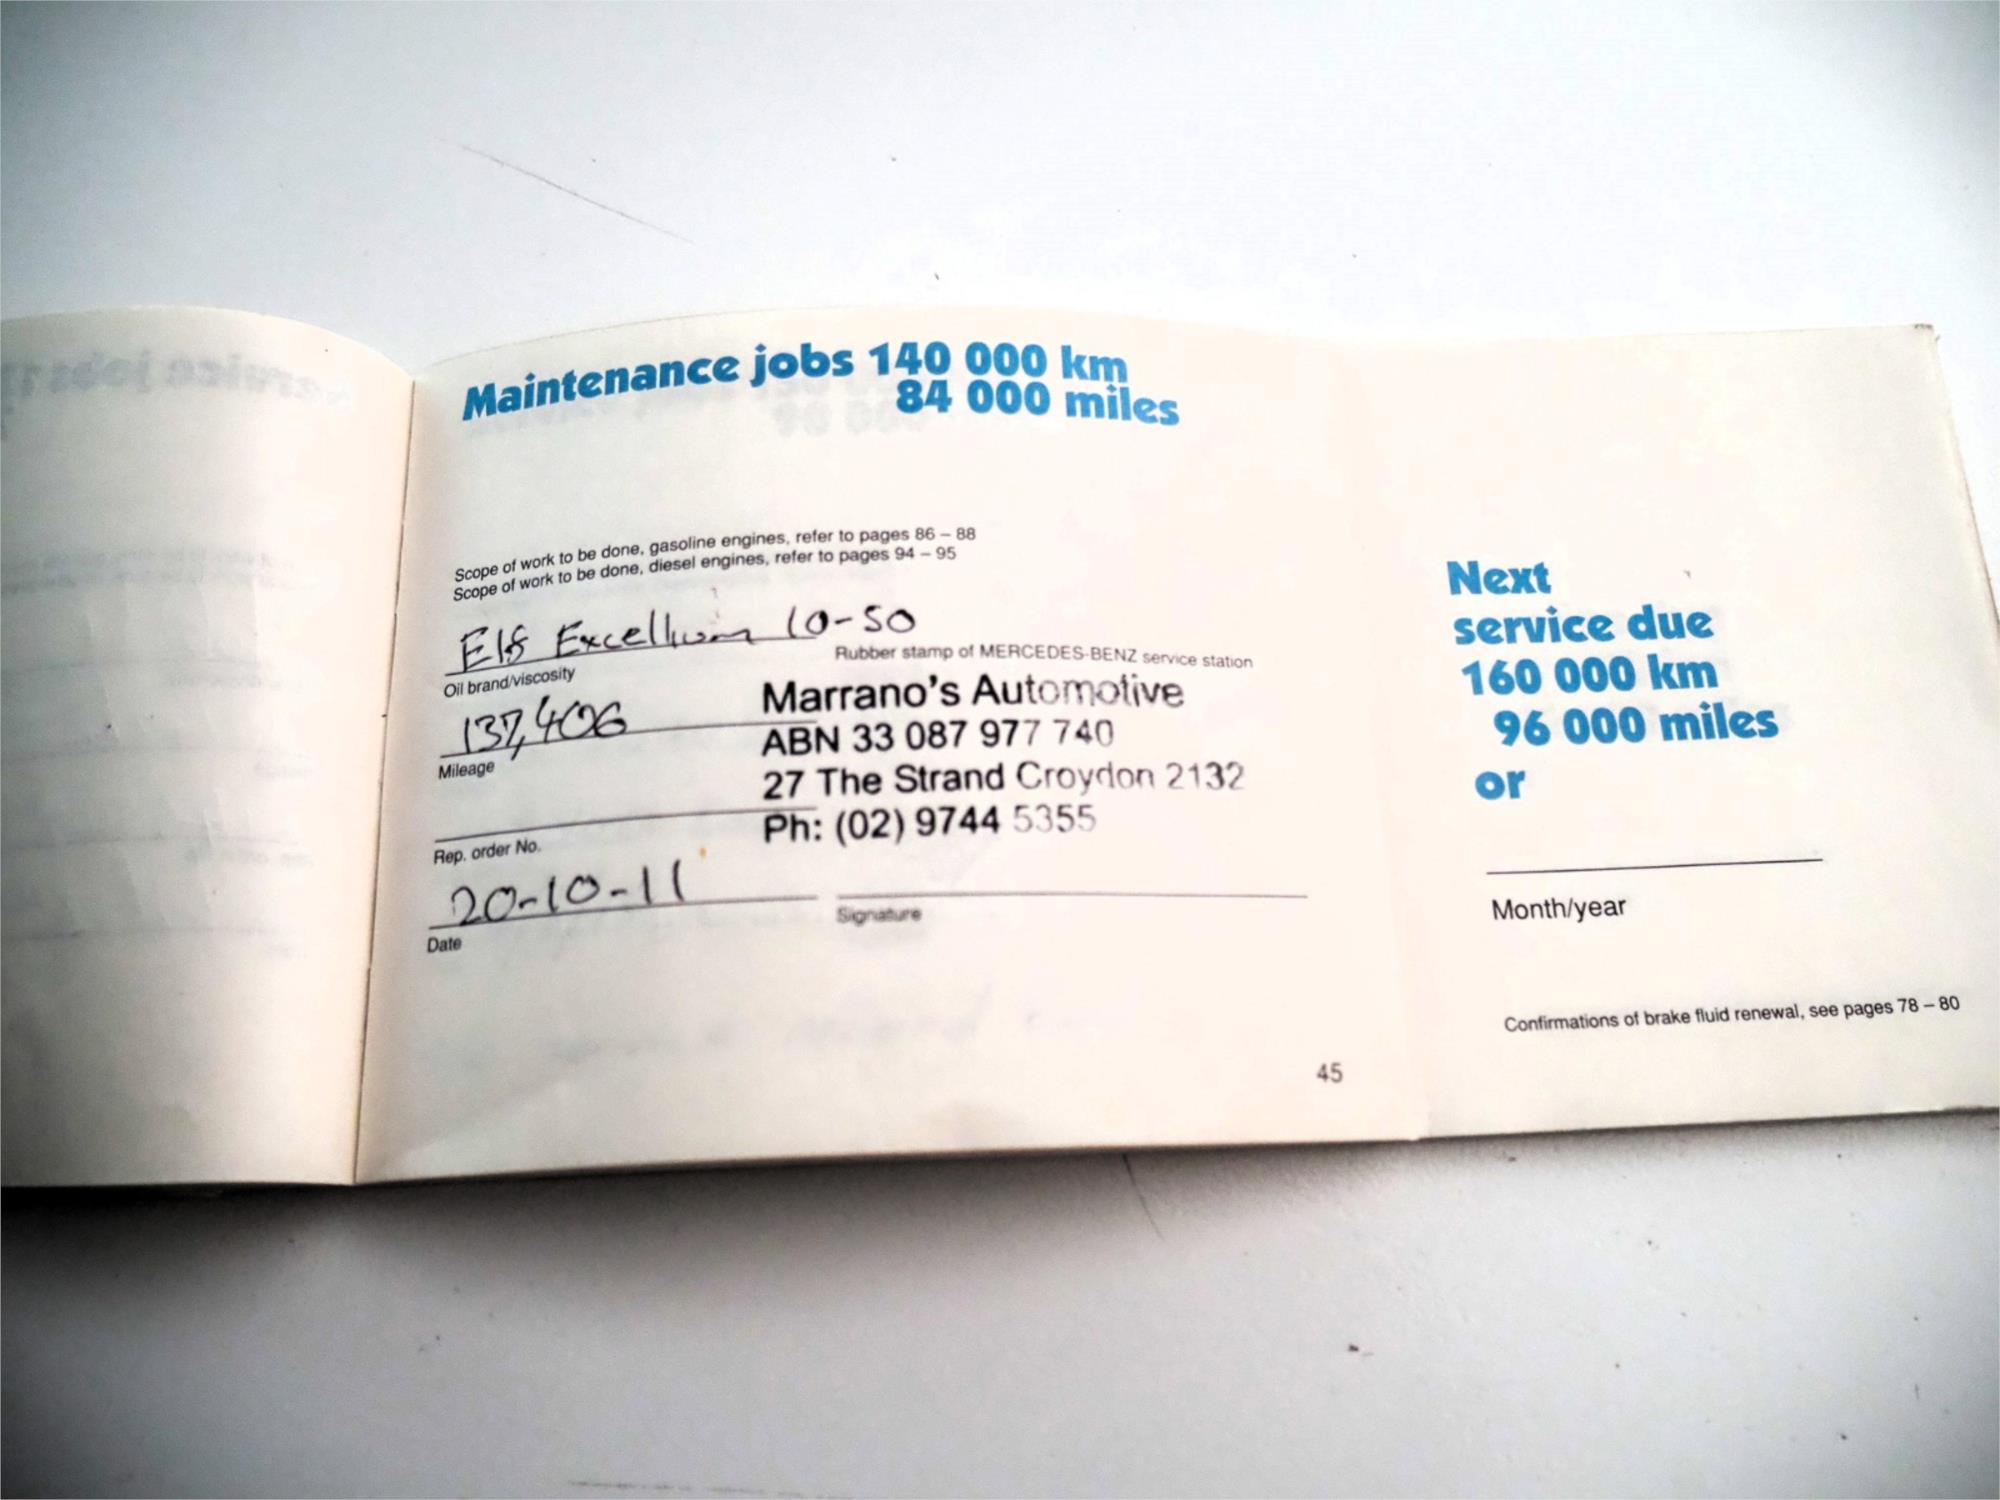 Maintenance jobs 140 000 km
84 000 miles
Scope of work to be done, gasoline engines, refer to pages 86 – 88
Scope of work to be done, diesel engines, refer to pages 94 – 95
Elf Excellium 10-50
Oil brand/viscosity
Rubber stamp of MERCEDES-BENZ service station
137,406
Mileage
Marrano's Automotive
ABN 33 087 977 740
27 The Strand Croydon 2132
Ph: (02) 9744 5355
Rep. order No.
20-10-11
Date
Signature
45
Next
service due
160 000 km
96 000 miles
or
Month/year
Confirmations of brake fluid renewal, see pages 78 – 80